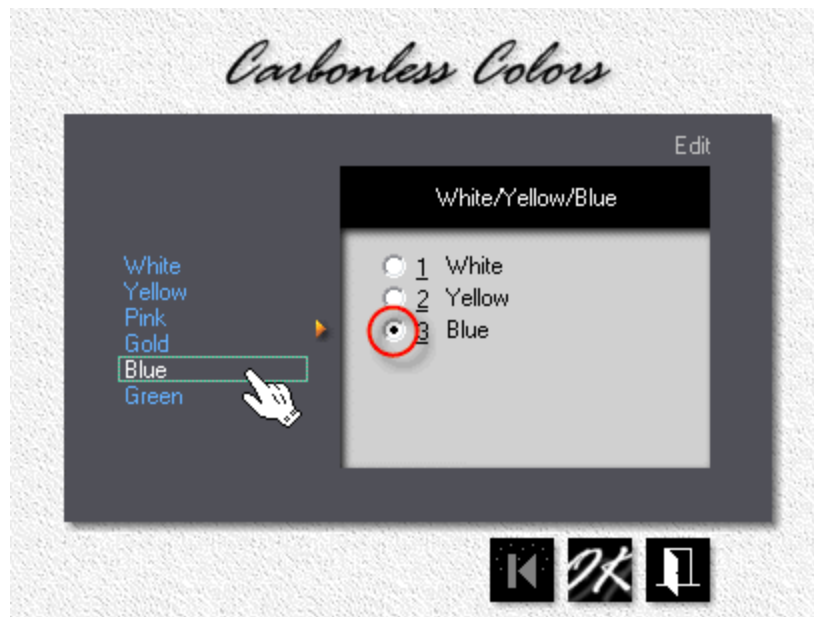 Carbonless Colors
Edit
White/Yellow/Blue
White
Yellow
Pink
Gold
Blue
Green
1 White
2 Yellow
3 Blue
OK